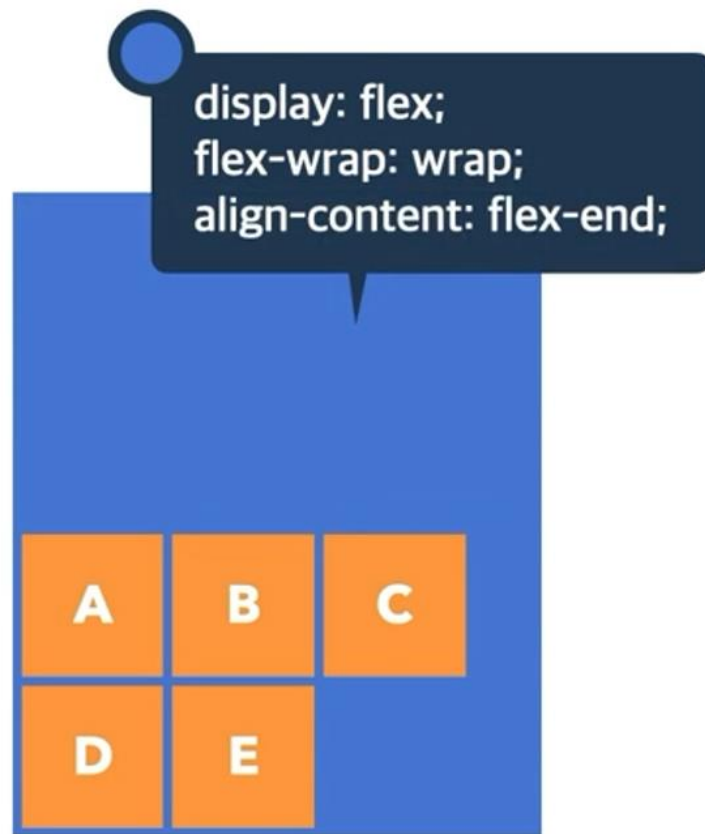 display: flex;
flex-wrap: wrap;
align-content: flex-end;
A B C
D E